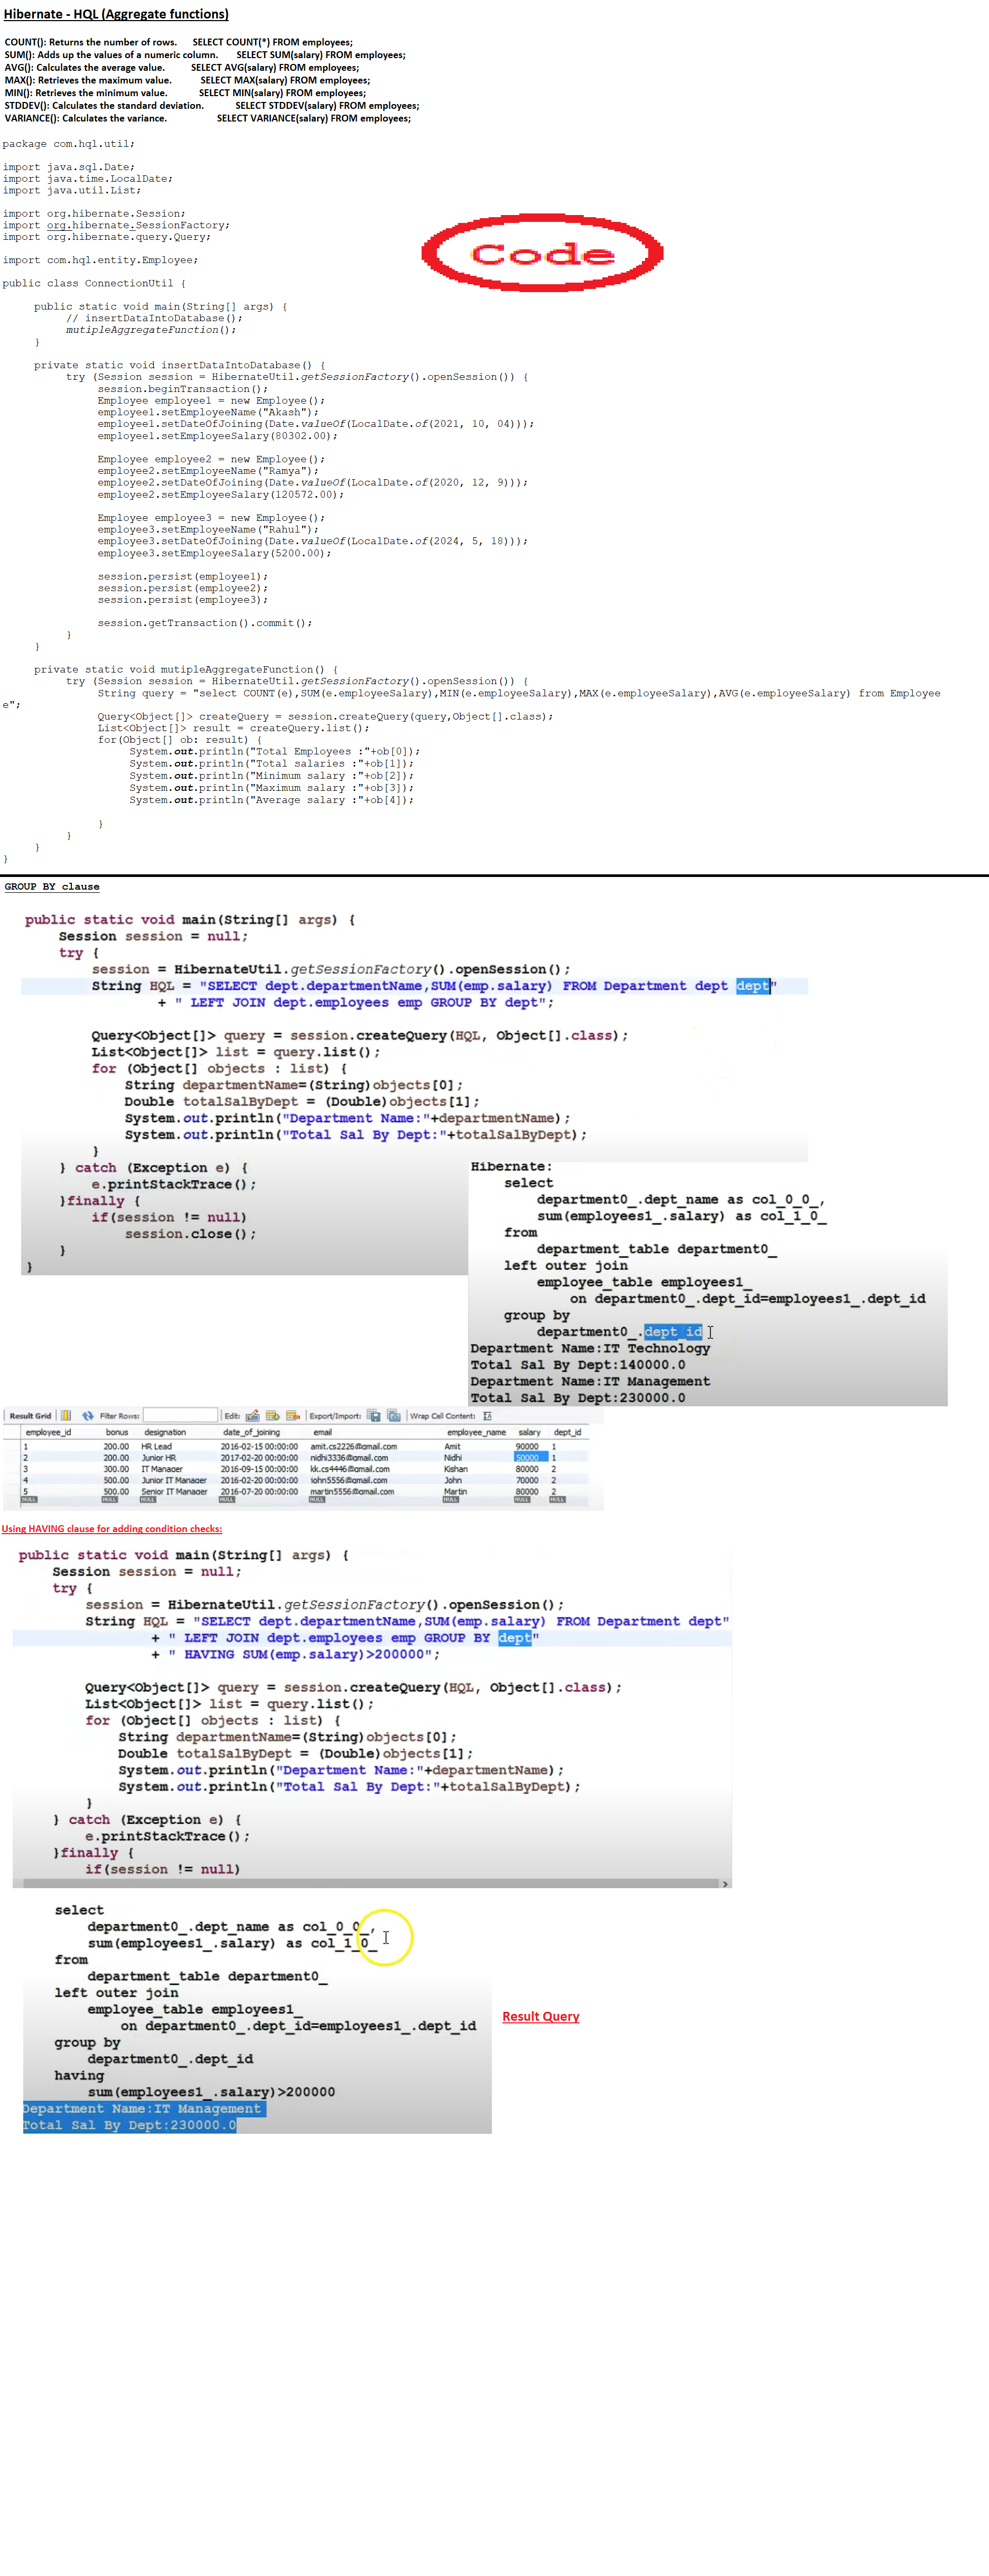 Hibernate - HQL (Aggregate functions)
COUNT(): Returns the number of rows. SELECT COUNT(*) FROM employees;
SUM(): Adds up the values of a numeric column. SELECT SUM(salary) FROM employees;
AVG(): Calculates the average value. SELECT AVG(salary) FROM employees;
MAX(): Retrieves the maximum value. SELECT MAX(salary) FROM employees;
MIN(): Retrieves the minimum value. SELECT MIN(salary) FROM employees;
STDDEV(): Calculates the standard deviation. SELECT STDDEV(salary) FROM employees;
VARIANCE(): Calculates the variance. SELECT VARIANCE(salary) FROM employees;
package com.hql.util;
import java.sql.Date;
import java.time.LocalDate;
import java.util.List;
import org.hibernate.Session;
import org.hibernate.SessionFactory;
import org.hibernate.query.Query;
Code
import com.hql.entity.Employee;
public class ConnectionUtil {
public static void main(String[] args) {
// insertDataIntoDatabase();
mutipleAggregateFunction();
}
private static void insertDataIntoDatabase() {
try (Session session = HibernateUtil.getSessionFactory().openSession()) {
session.beginTransaction();
Employee employee1 = new Employee();
employee1.setEmployeeName("Akash");
employee1.setDateOfJoining(Date.valueOf(LocalDate.of(2021, 10, 04)));
employee1.setEmployeeSalary(80302.00);
Employee employee2 = new Employee();
employee2.setEmployeeName("Ramya");
employee2.setDateOfJoining(Date.valueOf(LocalDate.of(2020, 12, 9)));
employee2.setEmployeeSalary(120572.00);
Employee employee3 = new Employee();
employee3.setEmployeeName("Rahul");
employee3.setDateOfJoining(Date.valueOf(LocalDate.of(2024, 5, 18)));
employee3.setEmployeeSalary(5200.00);
session.persist(employee1);
session.persist(employee2);
session.persist(employee3);
session.getTransaction().commit();
}
}
private static void mutipleAggregateFunction() {
try (Session session = HibernateUtil.getSessionFactory().openSession()) {
String query = "select COUNT(e),SUM(e.employeeSalary),MIN(e.employeeSalary),MAX(e.employeeSalary),AVG(e.employeeSalary) from Employee
e";
Query<Object[]> createQuery = session.createQuery(query,Object[].class);
List<Object[]> result = createQuery.list();
for(Object[] ob: result) {
System.out.println("Total Employees :"+ob[0]);
System.out.println("Total salaries :"+ob[1]);
System.out.println("Minimum salary :"+ob[2]);
System.out.println("Maximum salary :"+ob[3]);
System.out.println("Average salary :"+ob[4]);
}
}
}
}
GROUP BY clause
public static void main(String[] args) {
Session session = null;
try {
session = HibernateUtil.getSessionFactory().openSession();
String HQL = "SELECT dept.departmentName,SUM(emp.salary) FROM Department dept dept"
+ " LEFT JOIN dept.employees emp GROUP BY dept";
Query<Object[]> query = session.createQuery(HQL, Object[].class);
List<Object[]> list = query.list();
for (Object[] objects : list) {
String departmentName=(String)objects[0];
Double totalSalByDept = (Double)objects[1];
System.out.println("Department Name:"+departmentName);
System.out.println("Total Sal By Dept:"+totalSalByDept);
}
} catch (Exception e) {
e.printStackTrace();
}finally {
if(session != null)
session.close();
}
}
Hibernate:
select
department0_.dept_name as col_0_0_,
sum(employees1_.salary) as col_1_0_
from
department_table department0_
left outer join
employee_table employees1_
on department0_.dept_id=employees1_.dept_id
group by
department0_.dept_id
Department Name:IT Technology
Total Sal By Dept:140000.0
Department Name:IT Management
Total Sal By Dept:230000.0
Result Grid Filter Rows: Edit: Export/Import: Wrap Cell Content: IA
employee_id bonus designation date_of_joining email employee_name salary dept_id
1 200.00 HR Lead 2016-02-15 00:00:00 amit.cs2226@gmail.com Amit 90000 1
2 200.00 Junior HR 2017-02-20 00:00:00 nidhi3336@gmail.com Nidhi 50000 1
3 300.00 IT Manager 2016-09-15 00:00:00 kk.cs4446@gmail.com Kishan 80000 2
4 500.00 Junior IT Manager 2016-02-20 00:00:00 john5556@gmail.com John 70000 2
5 500.00 Senior IT Manager 2016-07-20 00:00:00 martin5556@gmail.com Martin 80000 2
NULL NULL NULL NULL NULL NULL NULL NULL
Using HAVING clause for adding condition checks:
public static void main(String[] args) {
Session session = null;
try {
session = HibernateUtil.getSessionFactory().openSession();
String HQL = "SELECT dept.departmentName,SUM(emp.salary) FROM Department dept"
+ " LEFT JOIN dept.employees emp GROUP BY dept"
+ " HAVING SUM(emp.salary)>200000";
Query<Object[]> query = session.createQuery(HQL, Object[].class);
List<Object[]> list = query.list();
for (Object[] objects : list) {
String departmentName=(String)objects[0];
Double totalSalByDept = (Double)objects[1];
System.out.println("Department Name:"+departmentName);
System.out.println("Total Sal By Dept:"+totalSalByDept);
}
} catch (Exception e) {
e.printStackTrace();
}finally {
if(session != null)
select
department0_.dept_name as col_0_0_,
sum(employees1_.salary) as col_1_0_
from
department_table department0_
left outer join
employee_table employees1_
on department0_.dept_id=employees1_.dept_id
Result Query
group by
department0_.dept_id
having
sum(employees1_.salary)>200000
Department Name:IT Management
Total Sal By Dept:230000.0